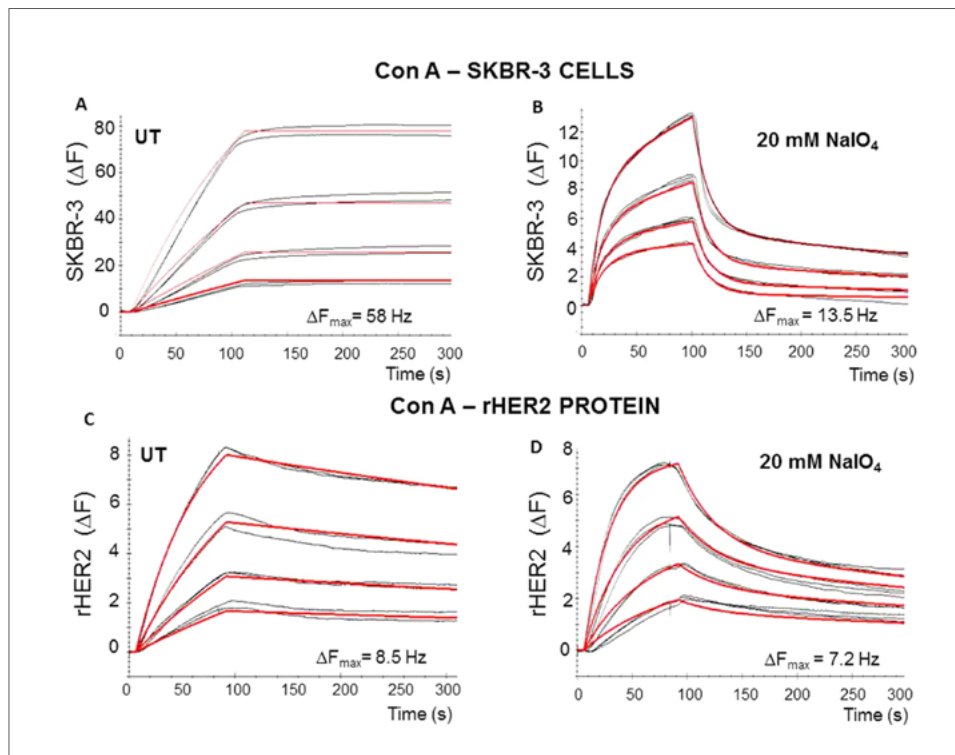 Con A – SKBR-3 CELLS
A
UT
SKBR-3 (ΔF)
80
60
40
20
0
ΔFmax = 58 Hz
0 50 100 150 200 250 300
Time (s)
B
20 mM NaIO4
SKBR-3 (ΔF)
12
10
8
6
4
2
0
ΔFmax = 13.5 Hz
0 50 100 150 200 250 300
Time (s)
Con A – rHER2 PROTEIN
C
UT
rHER2 (ΔF)
8
6
4
2
0
ΔFmax = 8.5 Hz
0 50 100 150 200 250 300
Time (s)
D
20 mM NaIO4
rHER2 (ΔF)
8
6
4
2
0
ΔFmax = 7.2 Hz
0 50 100 150 200 250 300
Time (s)